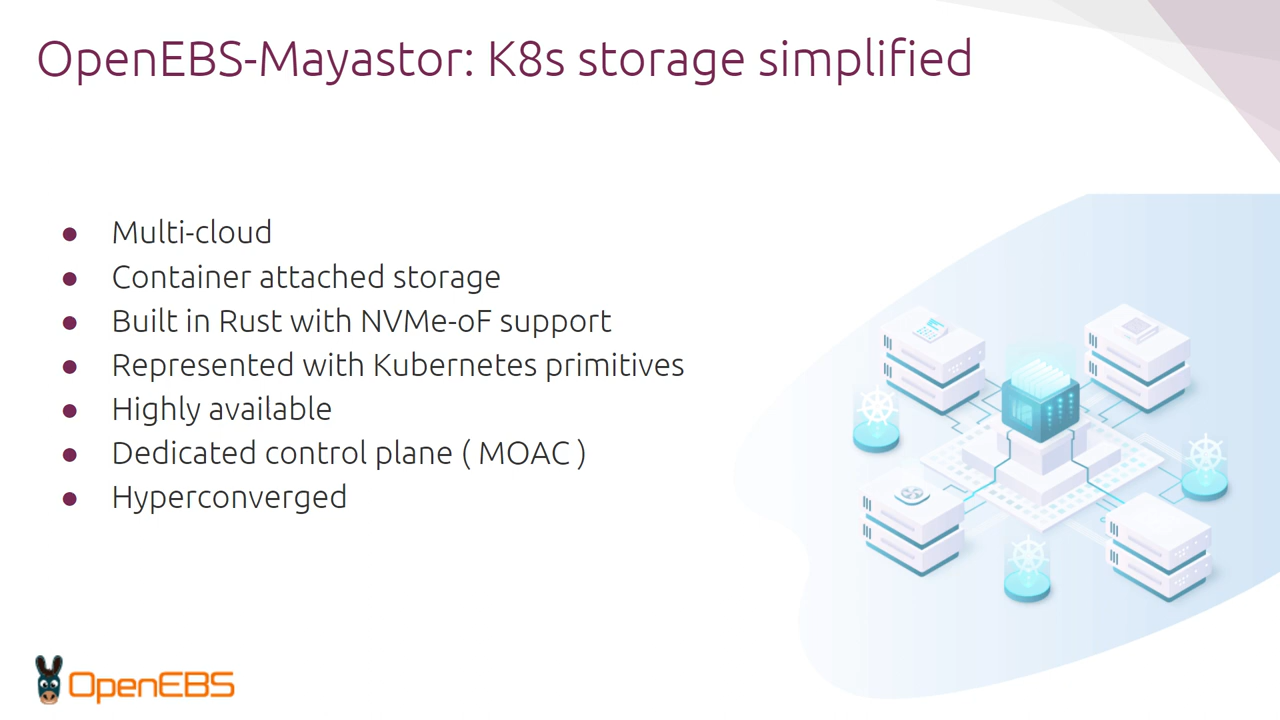 OpenEBS-Mayastor: K8s storage simplified
● Multi-cloud
● Container attached storage
● Built in Rust with NVMe-oF support
● Represented with Kubernetes primitives
● Highly available
● Dedicated control plane ( MOAC )
● Hyperconverged
OpenEBS